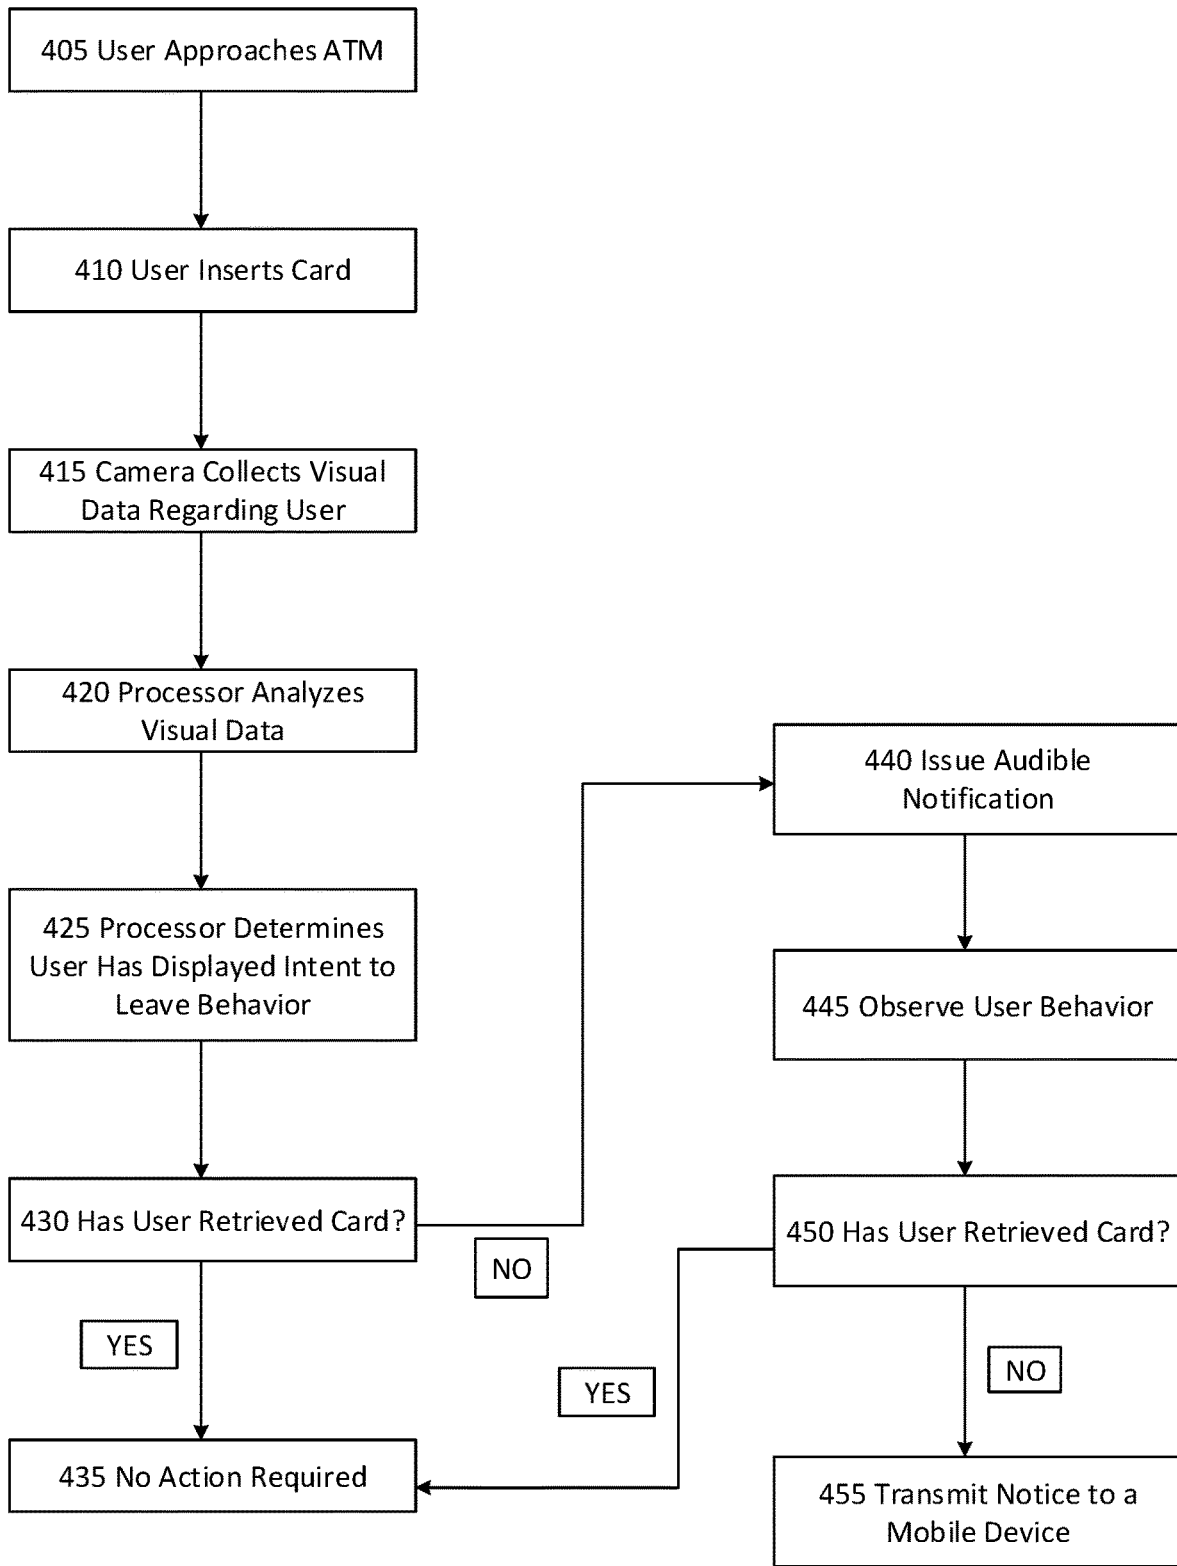 405 User Approaches ATM
410 User Inserts Card
415 Camera Collects Visual
Data Regarding User
420 Processor Analyzes
Visual Data
425 Processor Determines
User Has Displayed Intent to
Leave Behavior
430 Has User Retrieved Card?
NO
YES
435 No Action Required
440 Issue Audible
Notification
445 Observe User Behavior
450 Has User Retrieved Card?
YES
NO
455 Transmit Notice to a
Mobile Device